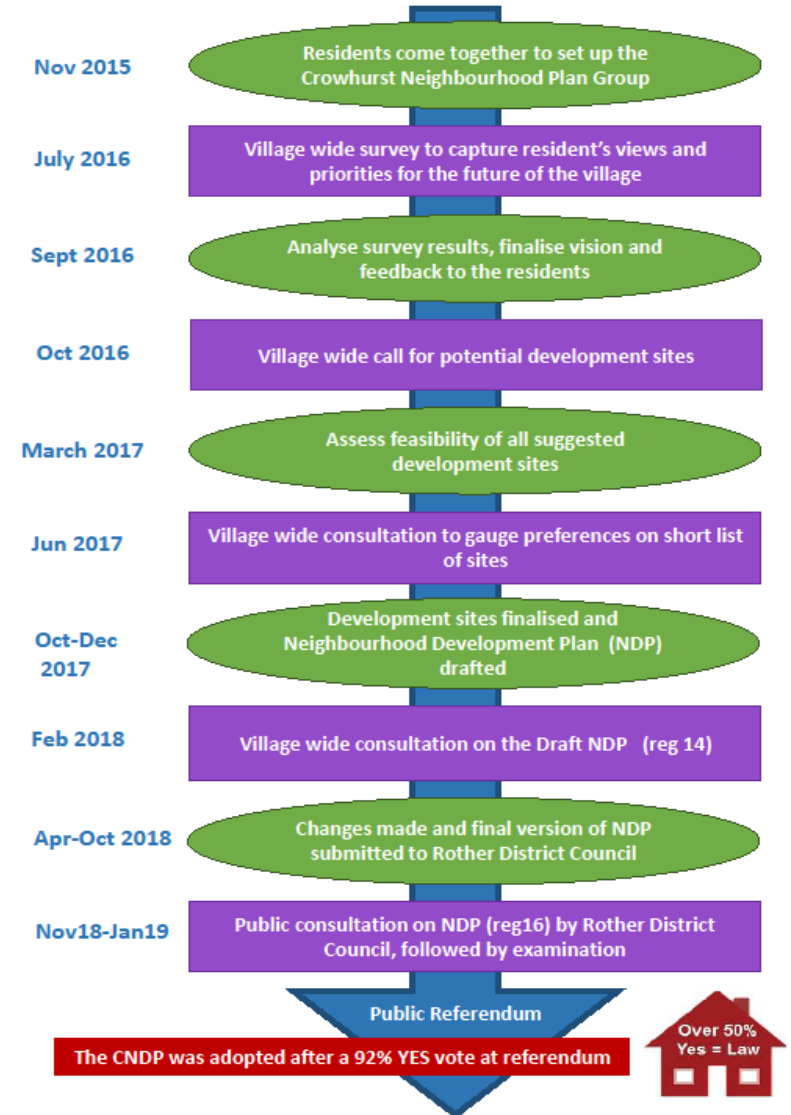 Nov 2015
Residents come together to set up the
Crowhurst Neighbourhood Plan Group
July 2016
Village wide survey to capture resident's views and
priorities for the future of the village
Sept 2016
Analyse survey results, finalise vision and
feedback to the residents
Oct 2016
Village wide call for potential development sites
March 2017
Assess feasibility of all suggested
development sites
Jun 2017
Village wide consultation to gauge preferences on short list
of sites
Oct-Dec
2017
Development sites finalised and
Neighbourhood Development Plan (NDP)
drafted
Feb 2018
Village wide consultation on the Draft NDP (reg 14)
Apr-Oct 2018
Changes made and final version of NDP
submitted to Rother District Council
Nov18-Jan19
Public consultation on NDP (reg16) by Rother District
Council, followed by examination
Public Referendum
The CNDP was adopted after a 92% YES vote at referendum
Over 50%
Yes = Law